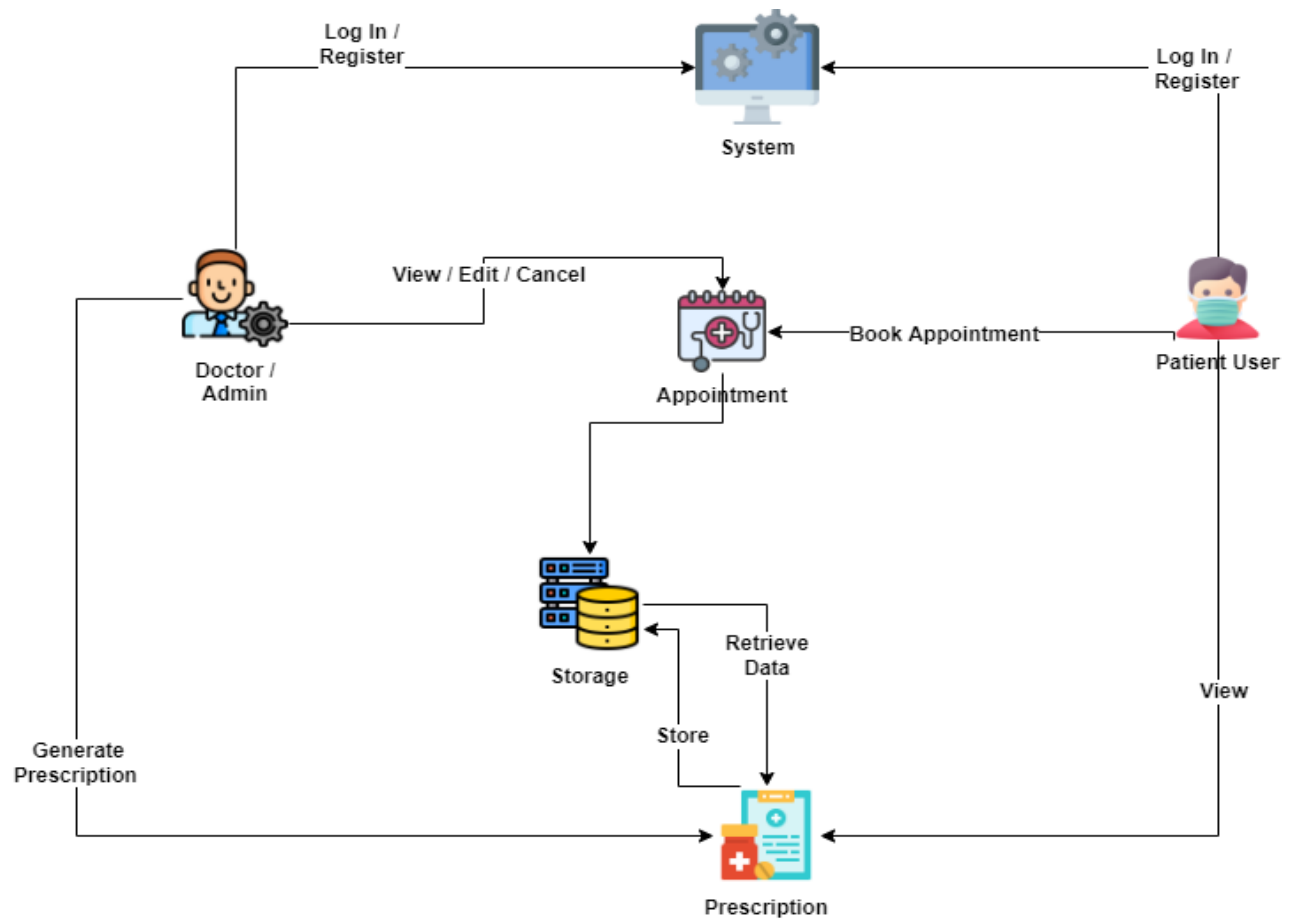 Log In /
Register
Log In /
Register
System
View / Edit / Cancel
Book Appointment
Doctor /
Admin
Patient User
Appointment
Retrieve
Data
Storage
View
Store
Generate
Prescription
Prescription